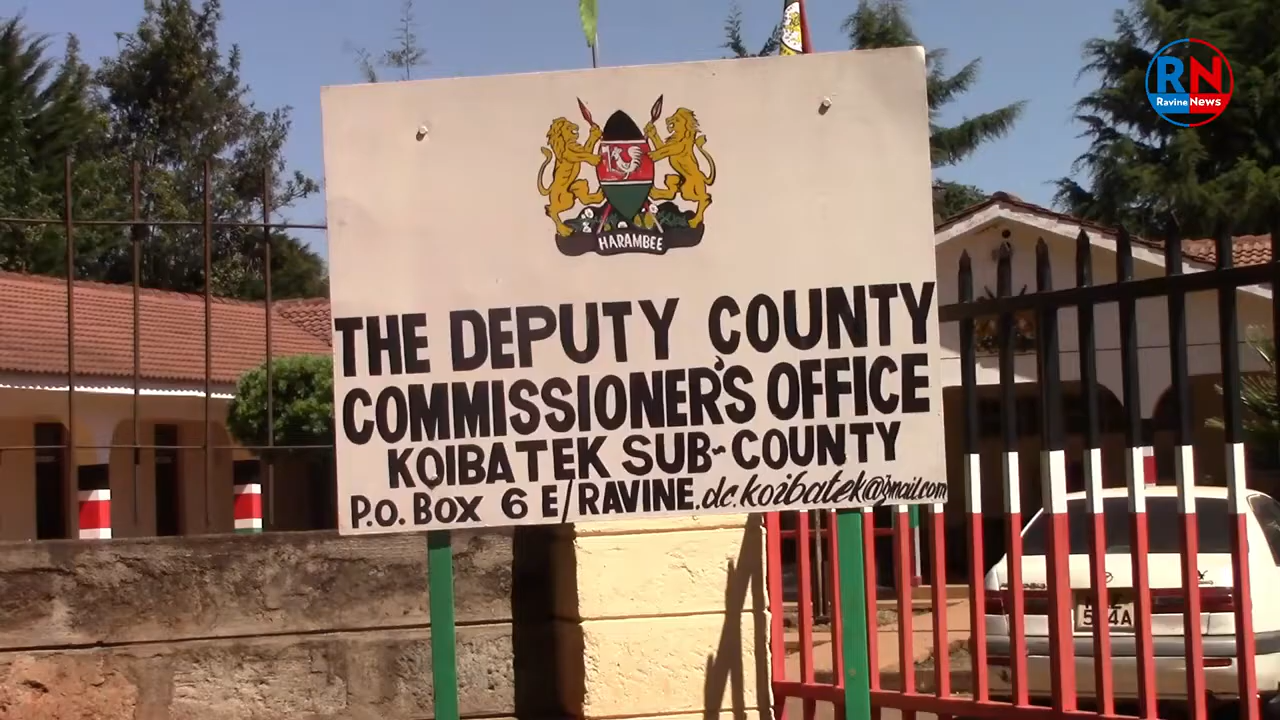 RN
Ravine News
HARAMBEE
THE DEPUTY COUNTY
COMMISSIONER'S OFFICE
KOIBATEK SUB-COUNTY
P.O. BOX 6 E/RAVINE.dc.koibatek@gmail.com